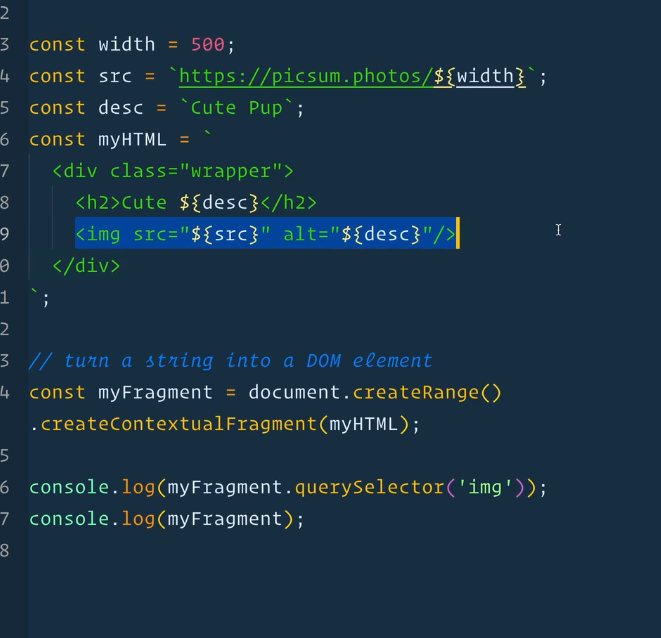 2
3 const width = 500;
4 const src = `https://picsum.photos/${width}`;
5 const desc = `Cute Pup`;
6 const myHTML = `
7 <div class="wrapper">
8 <h2>Cute ${desc}</h2>
9 <img src="${src}" alt="${desc}"/>
0 </div>
1 `;
2
3 // turn a string into a DOM element
4 const myFragment = document.createRange()
.createContextualFragment(myHTML);
5
6 console.log(myFragment.querySelector('img'));
7 console.log(myFragment);
8